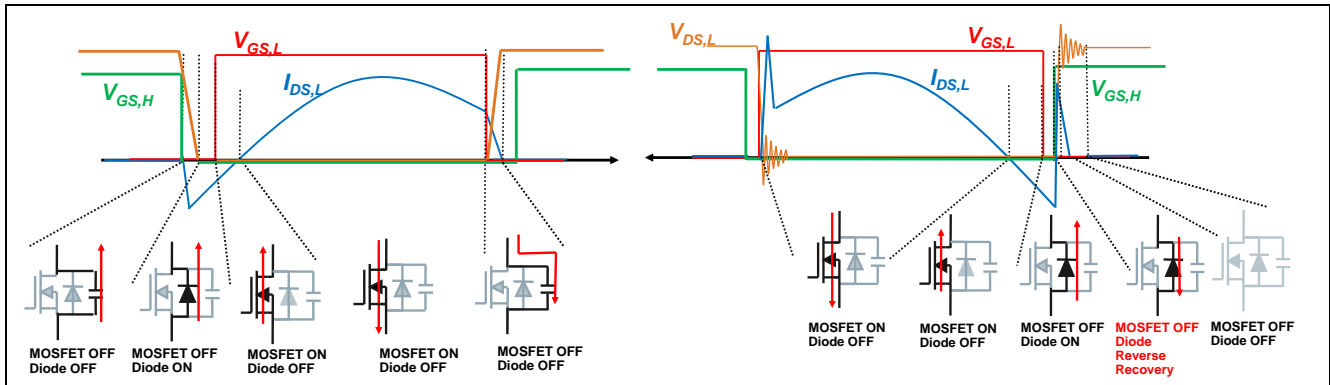 V_GS,L
V_GS,H
I_DS,L
MOSFET OFF
Diode OFF
MOSFET OFF
Diode ON
MOSFET ON
Diode OFF
MOSFET ON
Diode OFF
MOSFET OFF
Diode OFF
V_DS,L
V_GS,L
I_DS,L
V_GS,H
MOSFET ON
Diode OFF
MOSFET ON
Diode OFF
MOSFET OFF
Diode ON
MOSFET OFF
Diode
Reverse
Recovery
MOSFET OFF
Diode OFF